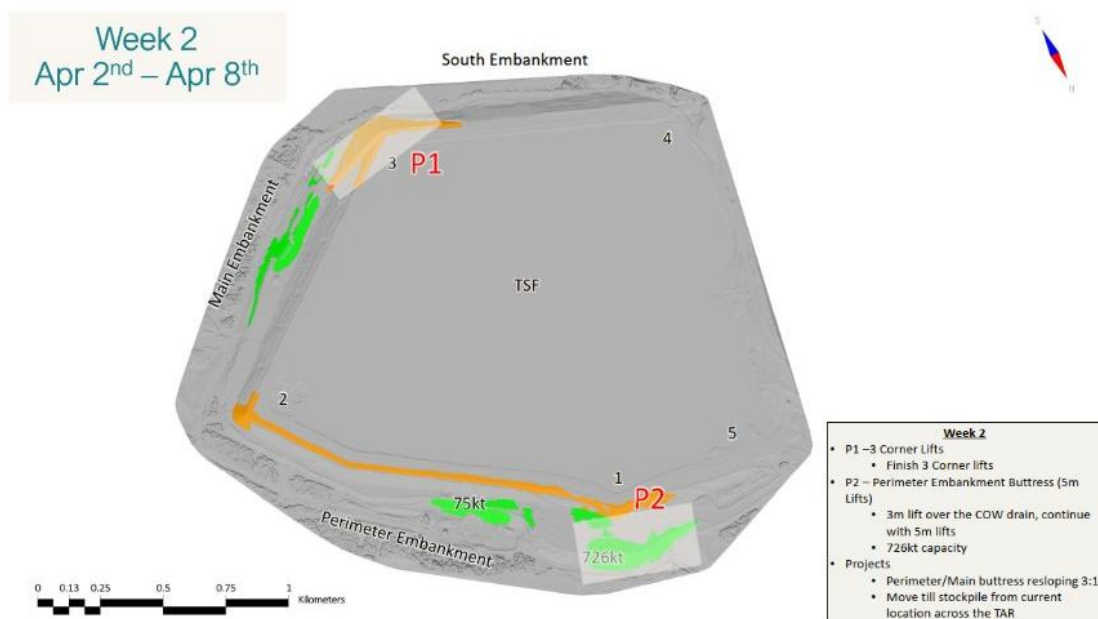 Week 2
Apr 2nd – Apr 8th
South Embankment
S
N
4
3
P1
Main Embankment
TSF
2
5
1
P2
75kt
Perimeter Embankment
726kt
0 0.13 0.25 0.5 0.75 1
Kilometers
Week 2
• P1 –3 Corner Lifts
• Finish 3 Corner lifts
• P2 – Perimeter Embankment Buttress (5m
Lifts)
• 3m lift over the COW drain, continue
with 5m lifts
• 726kt capacity
• Projects
• Perimeter/Main buttress resloping 3:1
• Move till stockpile from current
location across the TAR